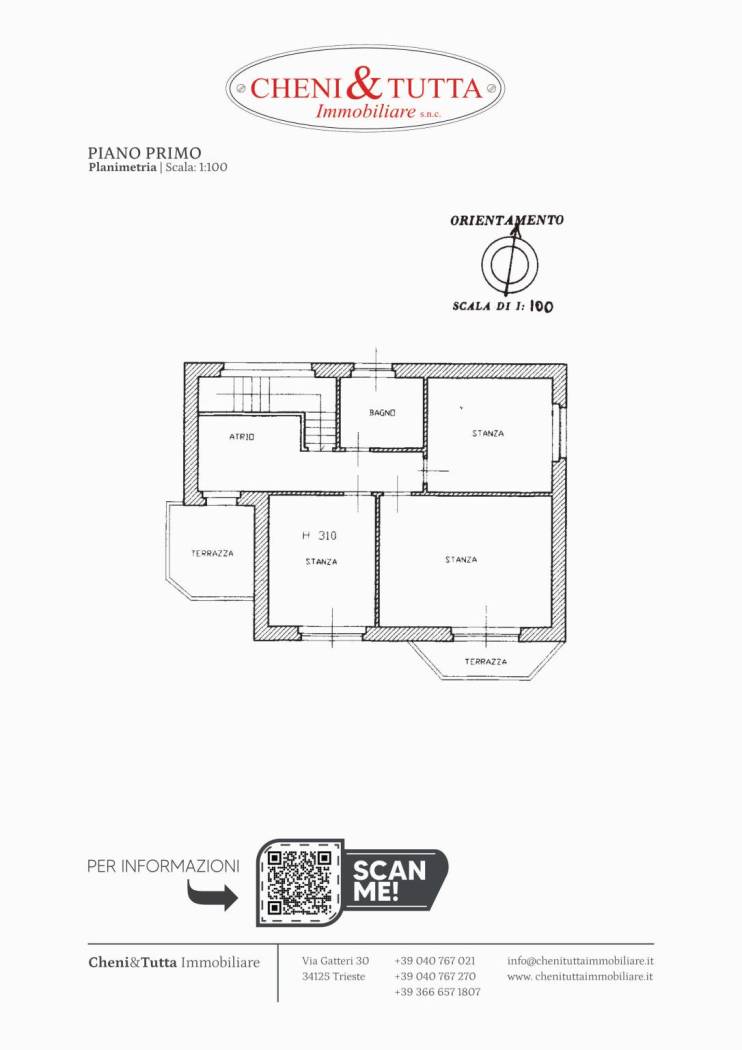 CHENI&TUTTA
Immobiliare s.n.c.
PIANO PRIMO
Planimetria | Scala: 1:100
ORIENTAMENTO
SCALA DI 1: 100
BAGNO
STANZA
ATRIO
H 310
STANZA
STANZA
TERRAZZA
TERRAZZA
PER INFORMAZIONI
SCAN
ME!
Cheni&Tutta Immobiliare
Via Gatteri 30
34125 Trieste
+39 040 767 021
+39 040 767 270
+39 366 657 1807
info@chenituttaimmobiliare.it
www. chenituttaimmobiliare.it